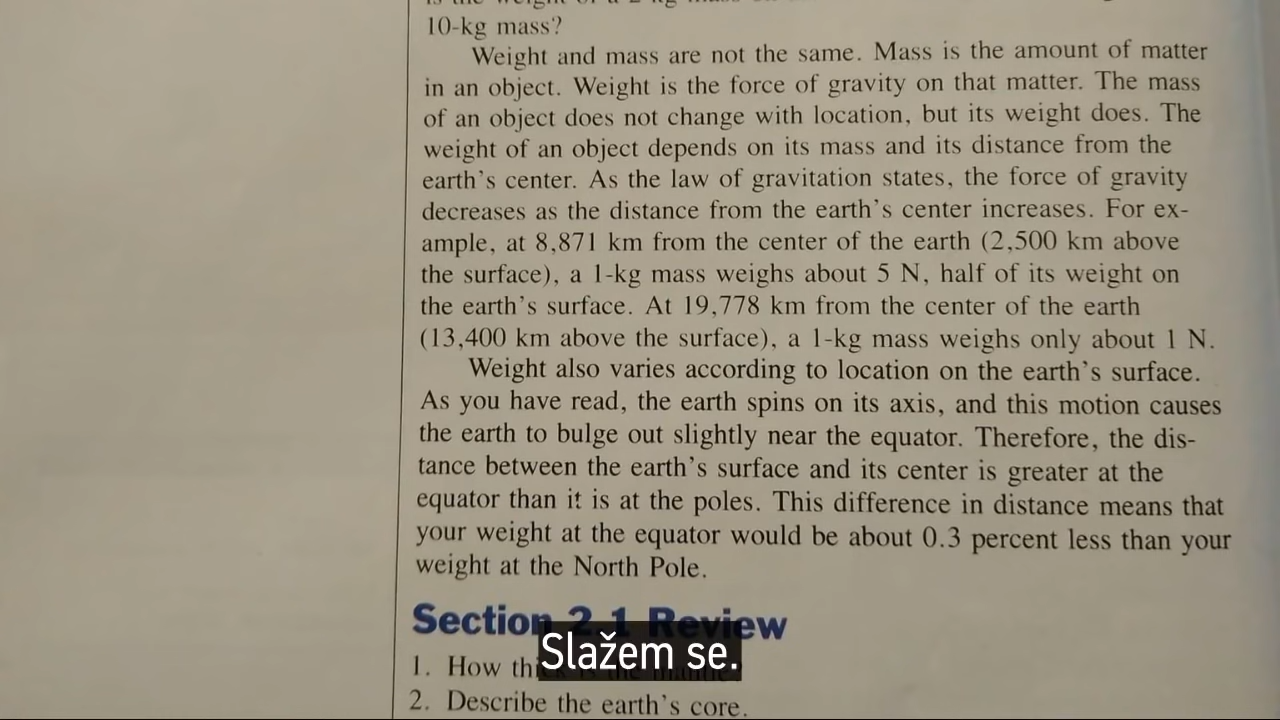 10-kg mass?
Weight and mass are not the same. Mass is the amount of matter
in an object. Weight is the force of gravity on that matter. The mass
of an object does not change with location, but its weight does. The
weight of an object depends on its mass and its distance from the
earth's center. As the law of gravitation states, the force of gravity
decreases as the distance from the earth's center increases. For ex-
ample, at 8,871 km from the center of the earth (2,500 km above
the surface), a 1-kg mass weighs about 5 N, half of its weight on
the earth's surface. At 19,778 km from the center of the earth
(13,400 km above the surface), a 1-kg mass weighs only about 1 N.
Weight also varies according to location on the earth's surface.
As you have read, the earth spins on its axis, and this motion causes
the earth to bulge out slightly near the equator. Therefore, the dis-
tance between the earth's surface and its center is greater at the
equator than it is at the poles. This difference in distance means that
your weight at the equator would be about 0.3 percent less than your
weight at the North Pole.
Section 2.1 Review
Slažem se.
1. How
2. Describe the earth's core.